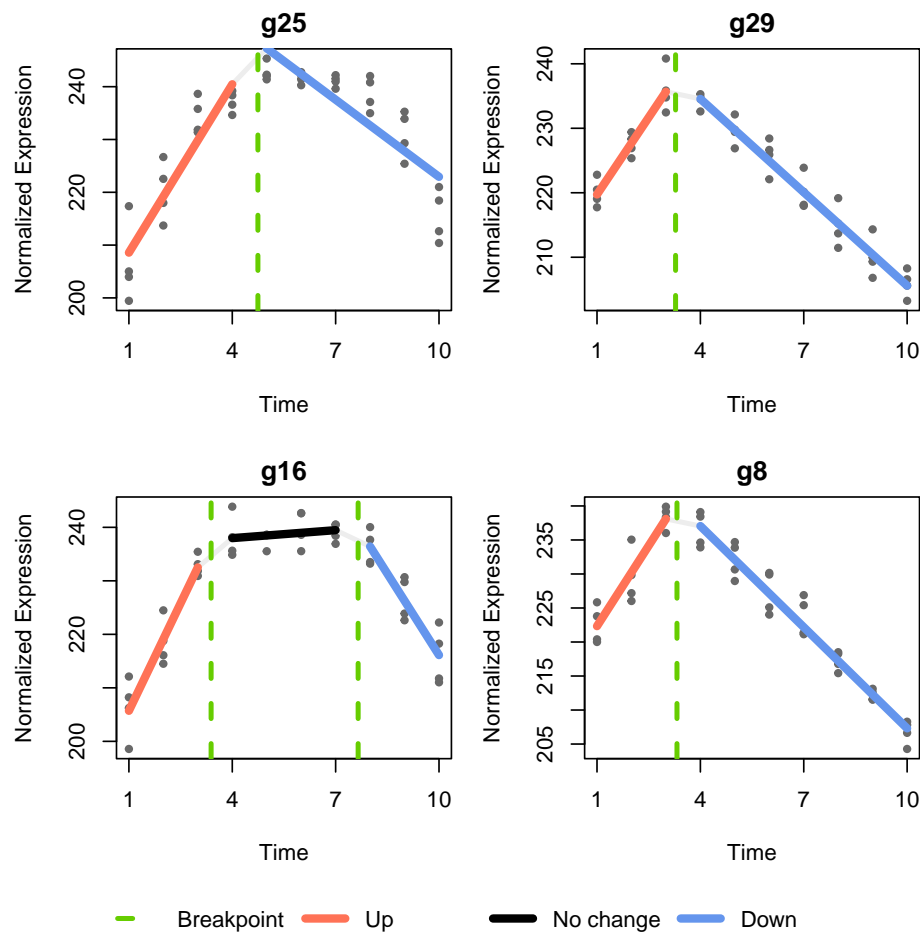 g25
Normalized Expression
200
220
240
1 4 7 10
Time
g29
Normalized Expression
210
220
230
240
1 4 7 10
Time
g16
Normalized Expression
200
220
240
1 4 7 10
Time
g8
Normalized Expression
205
215
225
235
1 4 7 10
Time
Breakpoint Up No change Down